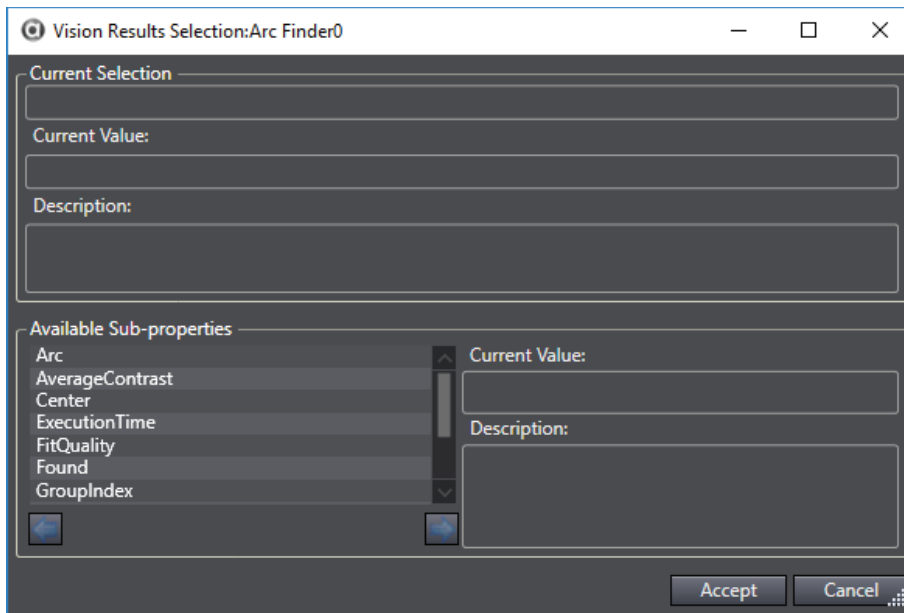 Vision Results Selection:Arc Finder0
Current Selection
Current Value:
Description:
Available Sub-properties
Arc
AverageContrast
Center
ExecutionTime
FitQuality
Found
GroupIndex
Current Value:
Description:
Accept
Cancel